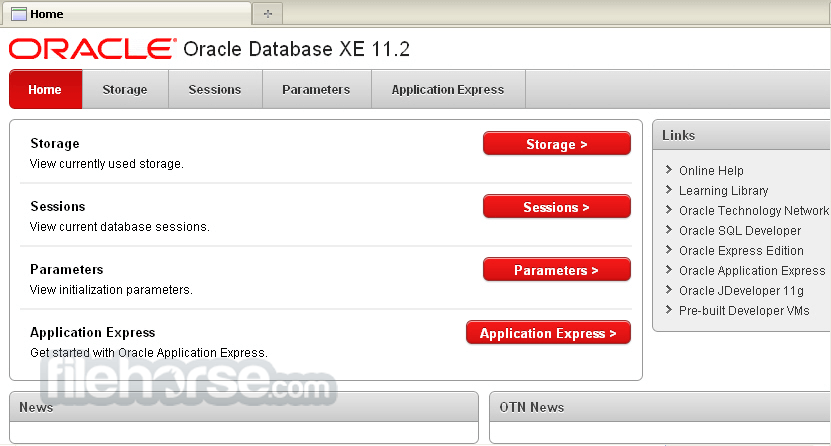 Home
ORACLE Oracle Database XE 11.2
Home Storage Sessions Parameters Application Express
Storage
View currently used storage.
Storage >
Sessions
View current database sessions.
Sessions >
Parameters
View initialization parameters.
Parameters >
Application Express
Get started with Oracle Application Express.
Application Express >
Links
Online Help
Learning Library
Oracle Technology Network
Oracle SQL Developer
Oracle Express Edition
Oracle Application Express
Oracle JDeveloper 11g
Pre-built Developer VMs
filehorse.com
News
OTN News